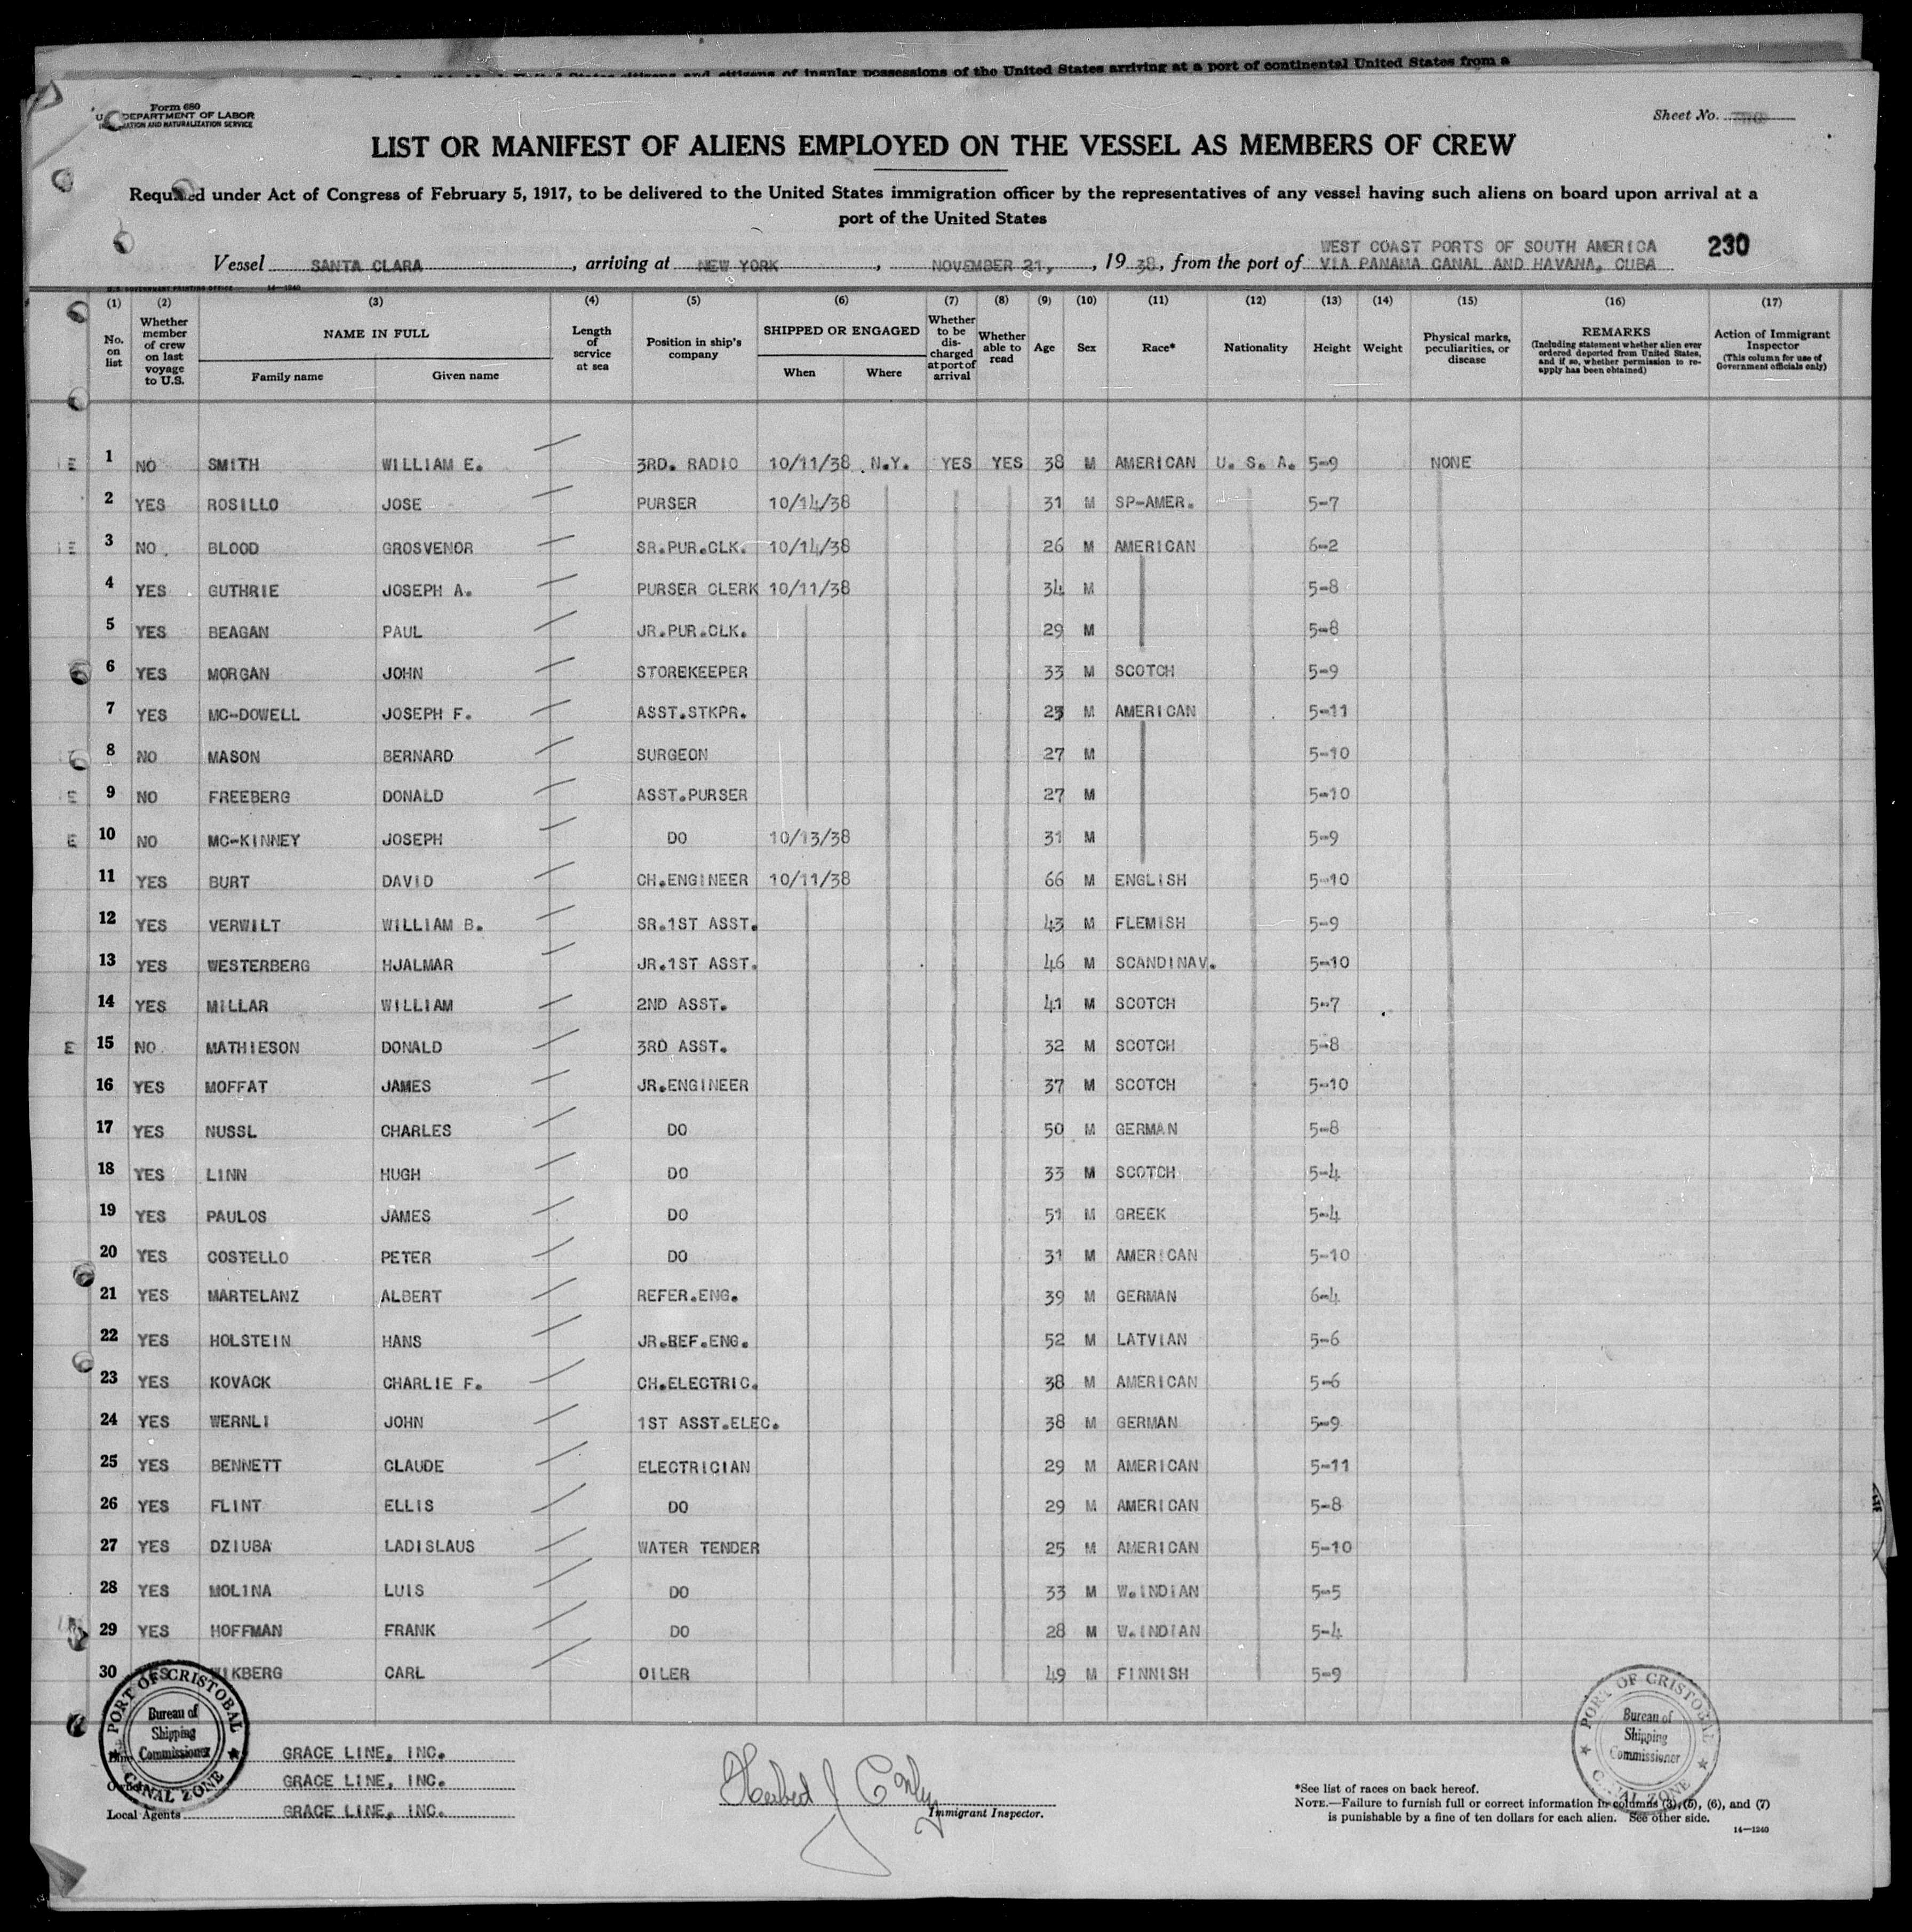 citizens of insular possessions of the United States arriving at a port of continental United States from a
Form 680
DEPARTMENT OF LABOR
AND NATURALIZATION SERVICE
Sheet No.
LIST OR MANIFEST OF ALIENS EMPLOYED ON THE VESSEL AS MEMBERS OF CREW
Required under Act of Congress of February 5, 1917, to be delivered to the United States immigration officer by the representatives of any vessel having such aliens on board upon arrival at a
port of the United States
WEST COAST PORTS OF SOUTH AMERICA 230
Vessel SANTA CLARA, arriving at NEW YORK, NOVEMBER 21, , 19 38, from the port of VIA PANAMA CANAL AND HAVANA, CUBA
U.S. GOVERNMENT PRINTING OFFICE 14—1240
(1) (2) (3) (4) (5) (6) (7) (8) (9) (10) (11) (12) (13) (14) (15) (16) (17)
No. on list
Whether member of crew on last voyage to U.S.
NAME IN FULL
Family name
Given name
Length of service at sea
Position in ship's company
SHIPPED OR ENGAGED
When
Where
Whether to be discharged at port of arrival
Whether able to read
Age
Sex
Race*
Nationality
Height
Weight
Physical marks, peculiarities, or disease
REMARKS
(Including statement whether alien ever ordered deported from United States, and if so, whether permission to re-apply has been obtained)
Action of Immigrant Inspector
(This column for use of Government officials only)
E 1 NO SMITH WILLIAM E. 3RD. RADIO 10/11/38 N.Y. YES YES 38 M AMERICAN U. S. A. 5-9 NONE
2 YES ROSILLO JOSE PURSER 10/14/38 31 M SP-AMER. 5-7
E 3 NO. BLOOD GROSVENOR SR.PUR.CLK. 10/14/38 26 M AMERICAN 6-2
4 YES GUTHRIE JOSEPH A. PURSER CLERK 10/11/38 34 M 5-8
5 YES BEAGAN PAUL JR.PUR.CLK. 29 M 5-8
6 YES MORGAN JOHN STOREKEEPER 33 M SCOTCH 5-9
7 YES MC-DOWELL JOSEPH F. ASST.STKPR. M AMERICAN 5-11
8 NO MASON BERNARD SURGEON 27 M 5-10
E 9 NO FREEBERG DONALD ASST.PURSER 27 M 5-10
E 10 NO MC-KINNEY JOSEPH DO 10/13/38 31 M 5-9
11 YES BURT DAVID CH.ENGINEER 10/11/38 66 M ENGLISH 5-10
12 YES VERWILT WILLIAM B. SR.1ST ASST. 43 M FLEMISH 5-9
13 YES WESTERBERG HJALMAR JR.1ST ASST. 46 M SCANDINAV. 5-10
14 YES MILLAR WILLIAM 2ND ASST. 41 M SCOTCH 5-7
E 15 NO MATHIESON DONALD 3RD ASST. 32 M SCOTCH 5-8
16 YES MOFFAT JAMES JR.ENGINEER 37 M SCOTCH 5-10
17 YES NUSSL CHARLES DO 50 M GERMAN 5-8
18 YES LINN HUGH DO 33 M SCOTCH 5-4
19 YES PAULOS JAMES DO 51 M GREEK 5-4
20 YES COSTELLO PETER DO 31 M AMERICAN 5-10
21 YES MARTELANZ ALBERT REFER.ENG. 39 M GERMAN 6-4
22 YES HOLSTEIN HANS JR.REF.ENG. 52 M LATVIAN 5-6
23 YES KOVACK CHARLIE F. CH.ELECTRIC. 38 M AMERICAN 5-6
24 YES WERNLI JOHN 1ST ASST.ELEC. 38 M GERMAN 5-9
25 YES BENNETT CLAUDE ELECTRICIAN 29 M AMERICAN 5-11
26 YES FLINT ELLIS DO 29 M AMERICAN 5-8
27 YES DZIUBA LADISLAUS WATER TENDER 25 M AMERICAN 5-10
28 YES MOLINA LUIS DO 33 M W.INDIAN 5-5
29 YES HOFFMAN FRANK DO 28 M W.INDIAN 5-4
30 YES WIKBERG CARL OILER 49 M FINNISH 5-9
PORT OF CRISTOBAL
Bureau of Shipping Commissioner
CANAL ZONE
GRACE LINE, INC.
GRACE LINE, INC.
Local Agents GRACE LINE, INC.
Immigrant Inspector.
PORT OF CRISTOBAL
Bureau of Shipping Commissioner
CANAL ZONE
*See list of races on back hereof.
NOTE.—Failure to furnish full or correct information in columns (3), (5), (6), and (7)
is punishable by a fine of ten dollars for each alien. See other side.
14—1240